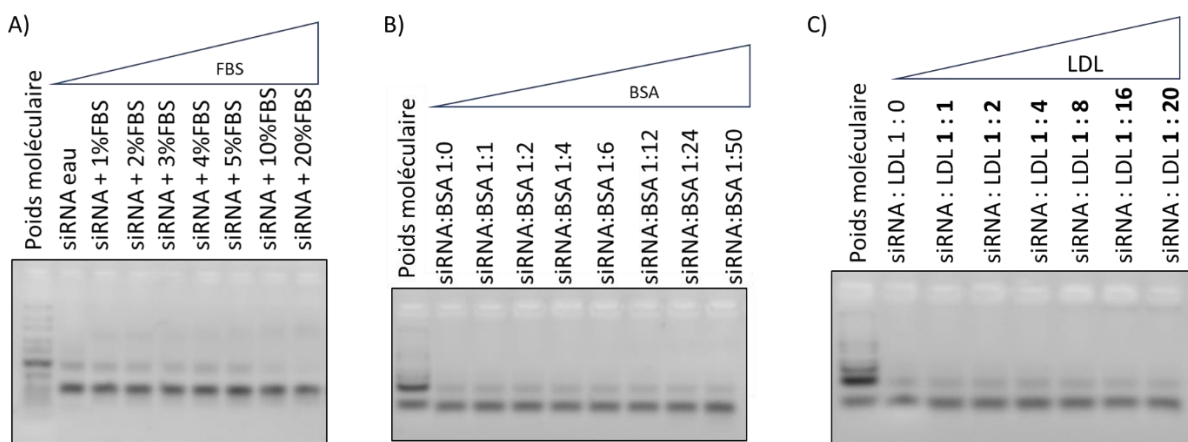 A)
FBS
Poids moléculaire
siRNA eau
siRNA + 1%FBS
siRNA + 2%FBS
siRNA + 3%FBS
siRNA + 4%FBS
siRNA + 5%FBS
siRNA + 10%FBS
siRNA + 20%FBS
B)
BSA
Poids moléculaire
siRNA:BSA 1:0
siRNA:BSA 1:1
siRNA:BSA 1:2
siRNA:BSA 1:4
siRNA:BSA 1:6
siRNA:BSA 1:12
siRNA:BSA 1:24
siRNA:BSA 1:50
C)
LDL
Poids moléculaire
siRNA : LDL 1 : 0
siRNA : LDL 1 : 1
siRNA : LDL 1 : 2
siRNA : LDL 1 : 4
siRNA : LDL 1 : 8
siRNA : LDL 1 : 16
siRNA : LDL 1 : 20